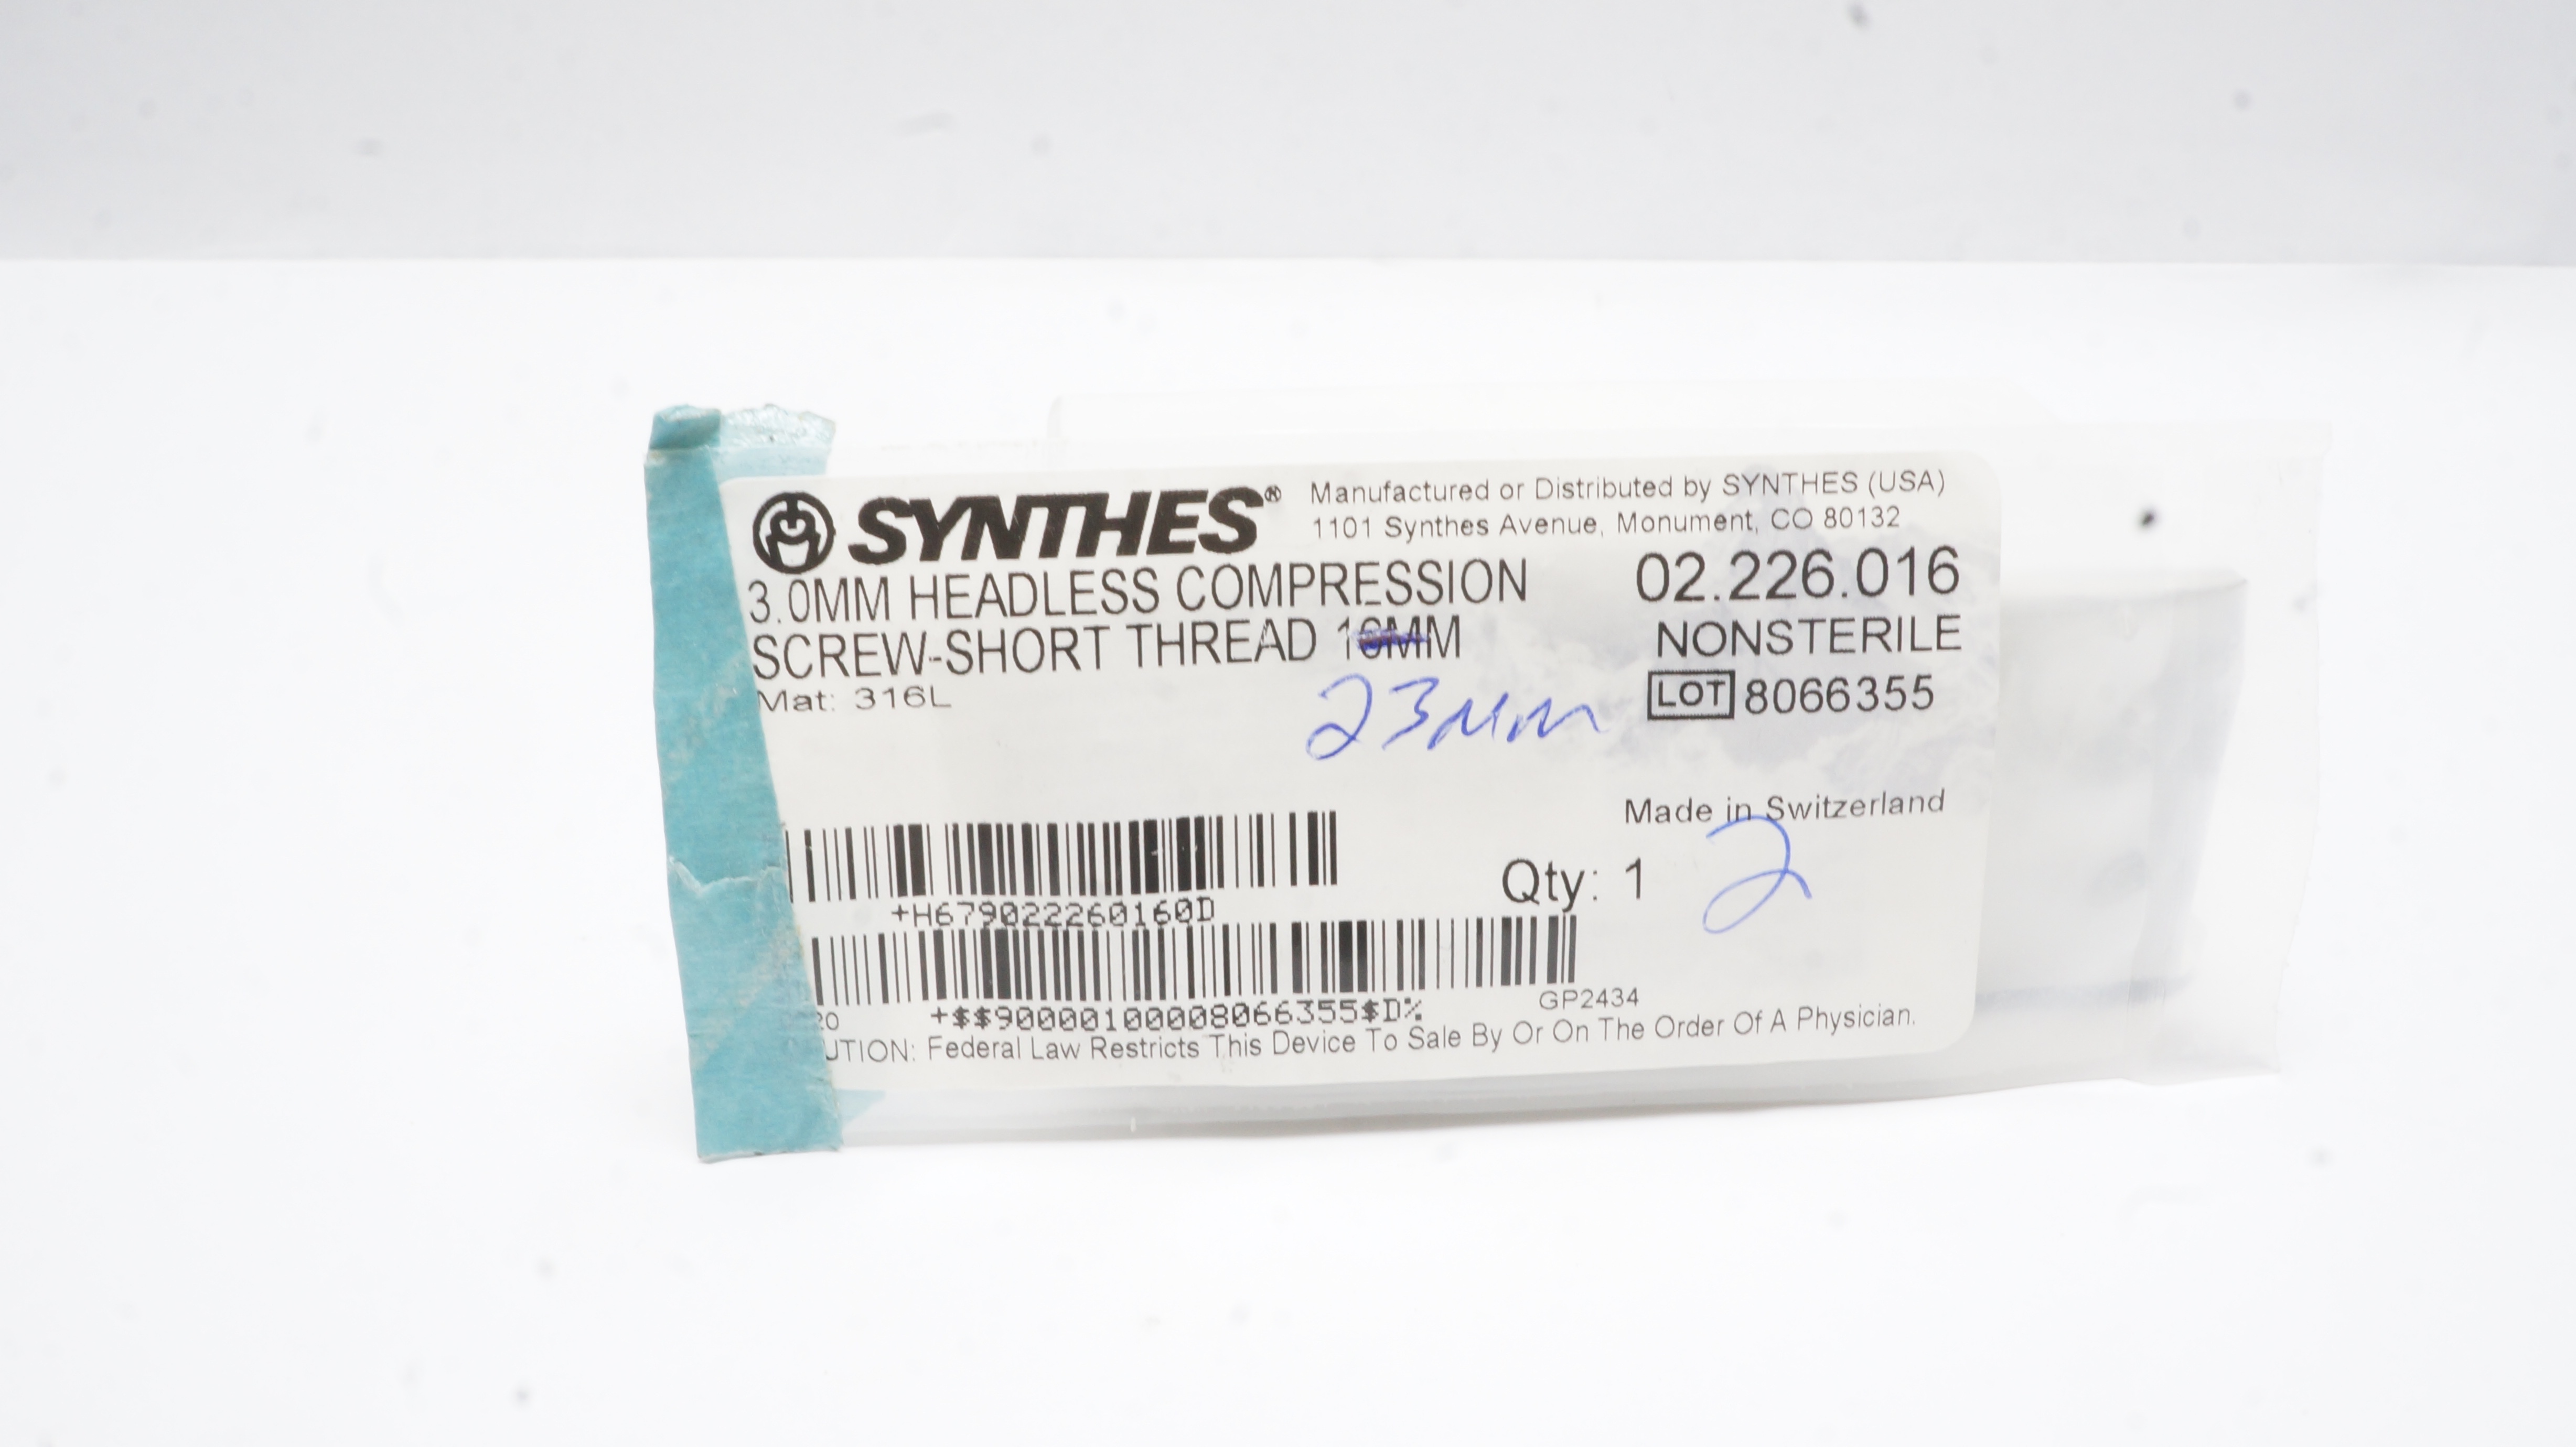 SYNTHES®
Manufactured or Distributed by SYNTHES (USA)
1101 Synthes Avenue, Monument, CO 80132
3.0MM HEADLESS COMPRESSION
SCREW-SHORT THREAD 16MM
Mat: 316L
02.226.016
NONSTERILE
LOT 8066355
23mm
Made in Switzerland
Qty: 1 2
+H679022260160D
+$$90000100008066355$D%
GP2434
20
UTION: Federal Law Restricts This Device To Sale By Or On The Order Of A Physician.